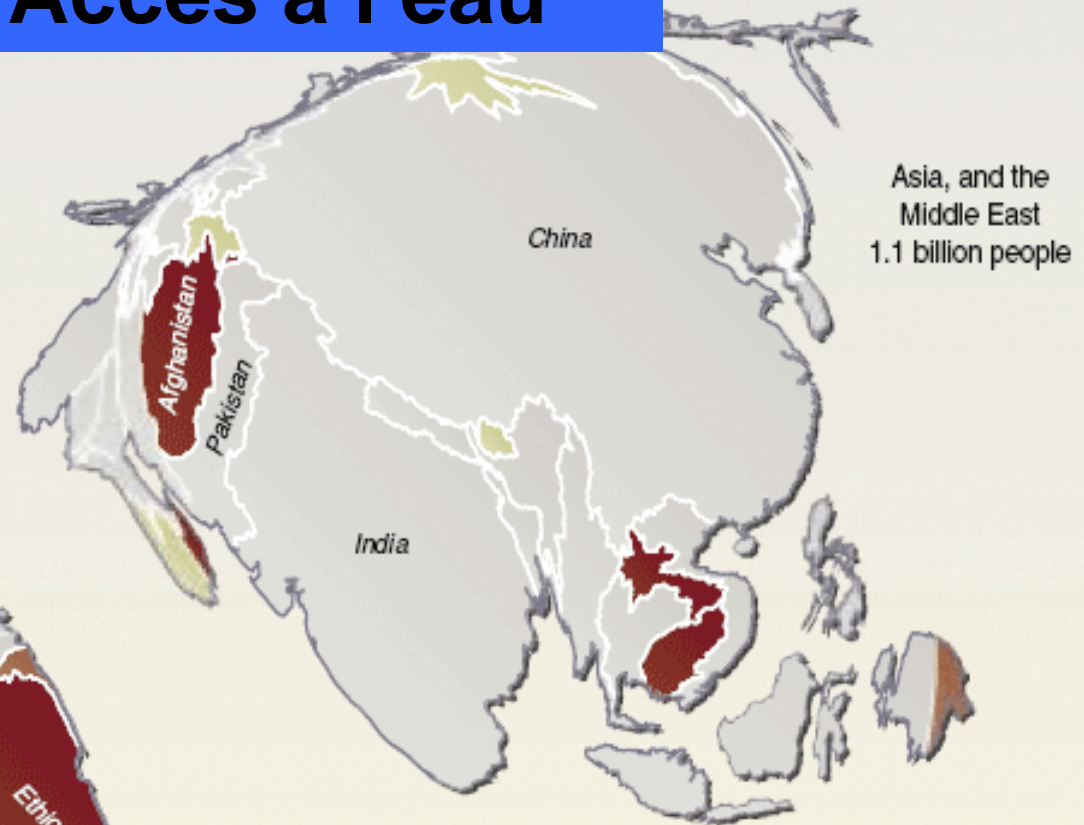 Accès à l'eau
Asia, and the
Middle East
1.1 billion people
China
Afghanistan
Pakistan
India